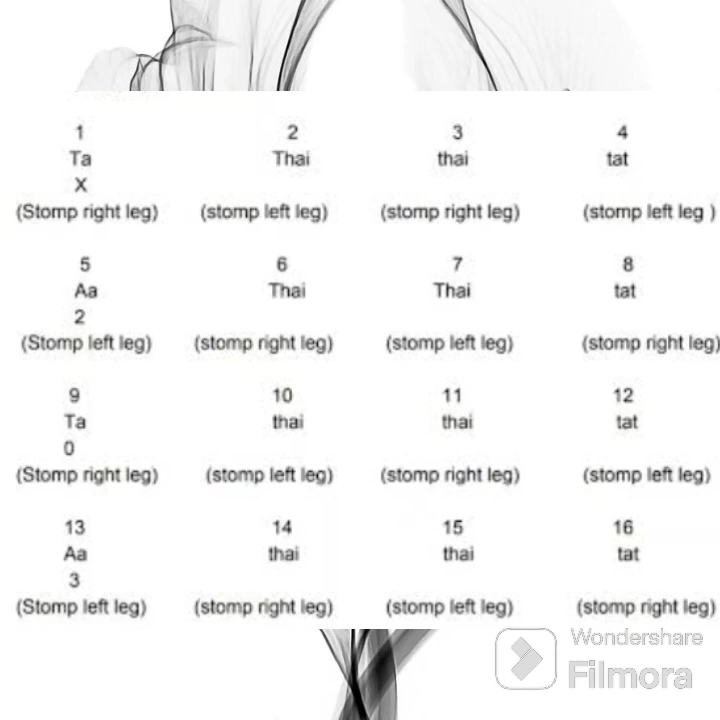 1 2 3 4
Ta Thai thai tat
X
(Stomp right leg) (stomp left leg) (stomp right leg) (stomp left leg )
5 6 7 8
Aa Thai Thai tat
2
(Stomp left leg) (stomp right leg) (stomp left leg) (stomp right leg)
9 10 11 12
Ta thai thai tat
0
(Stomp right leg) (stomp left leg) (stomp right leg) (stomp left leg)
13 14 15 16
Aa thai thai tat
3
(Stomp left leg) (stomp right leg) (stomp left leg) (stomp right leg)
Wondershare
Filmora